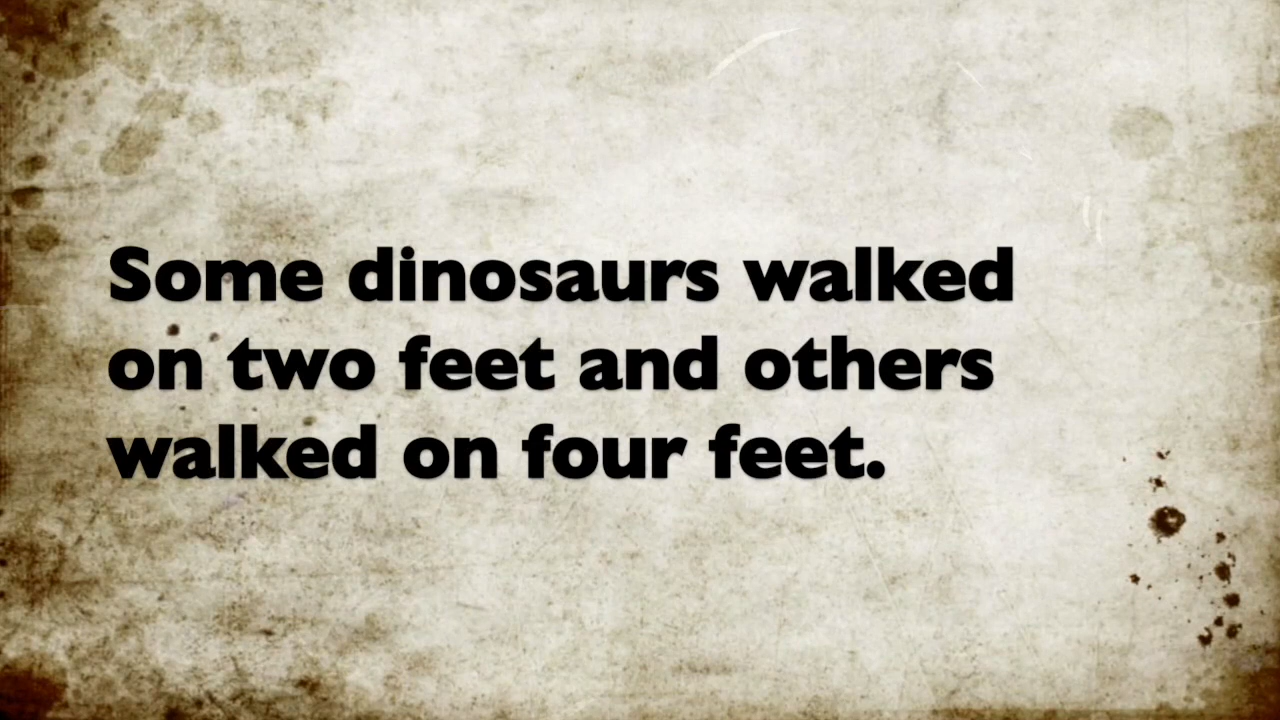 Some dinosaurs walked
on two feet and others
walked on four feet.